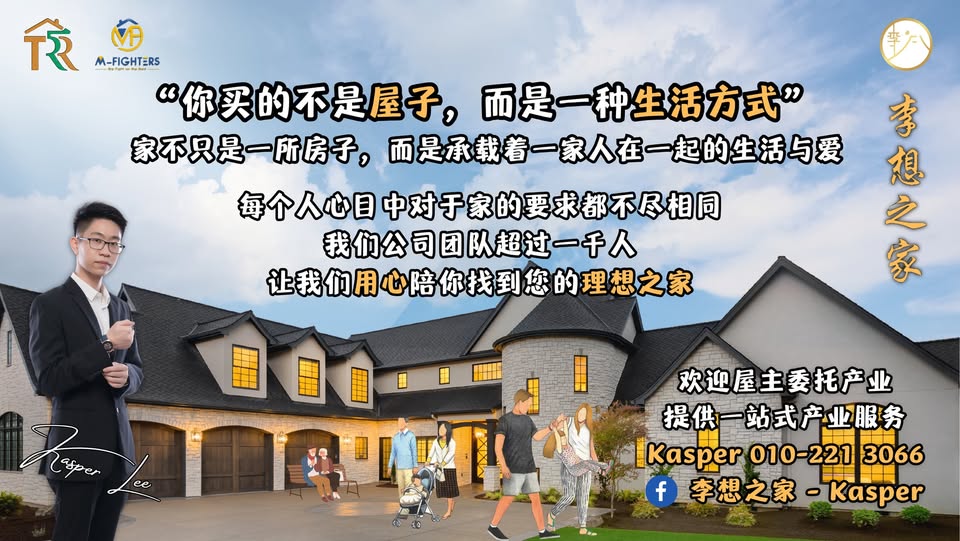 T5R
M-FIGHTERS
“你买的不是屋子，而是一种生活方式”
家不只是一所房子，而是承载着一家人在一起的生活与爱
每个人心目中对于家的要求都不尽相同
我们公司团队超过一千人
让我们用心陪你找到您的理想之家
李想之家
Kasper Lee
欢迎屋主委托产业
提供一站式产业服务
Kasper 010-221 3066
李想之家 - Kasper